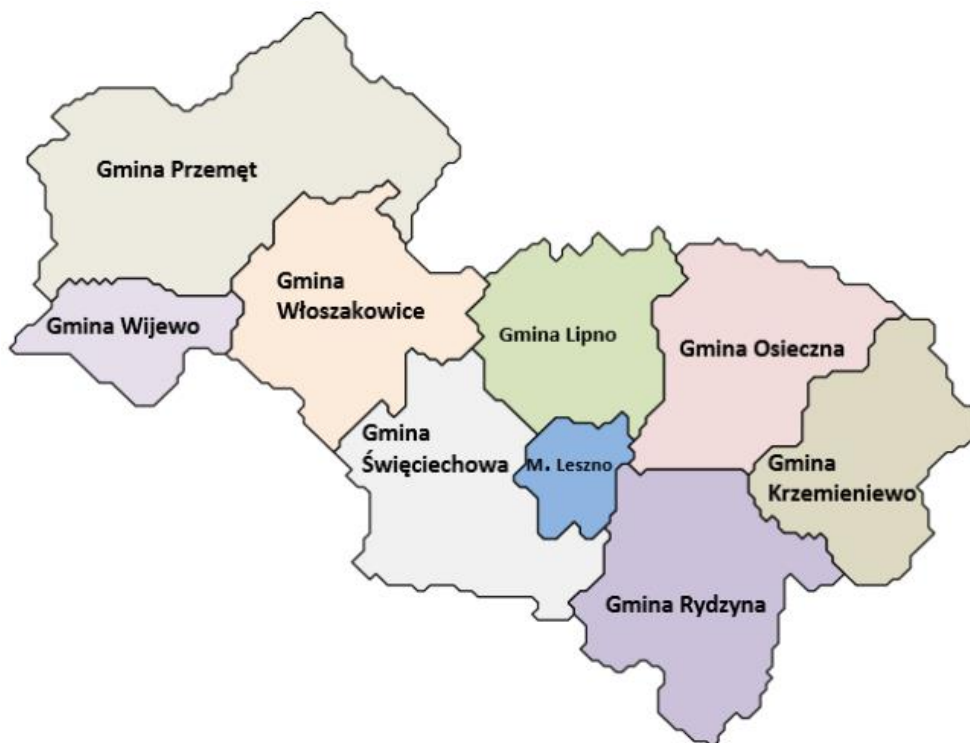 Gmina Przemęt
Gmina
Włoszakowice
Gmina Wijewo
Gmina Lipno
Gmina Osieczna
Gmina
Święciechowa
M. Leszno
Gmina
Krzemieniewo
Gmina Rydzyna